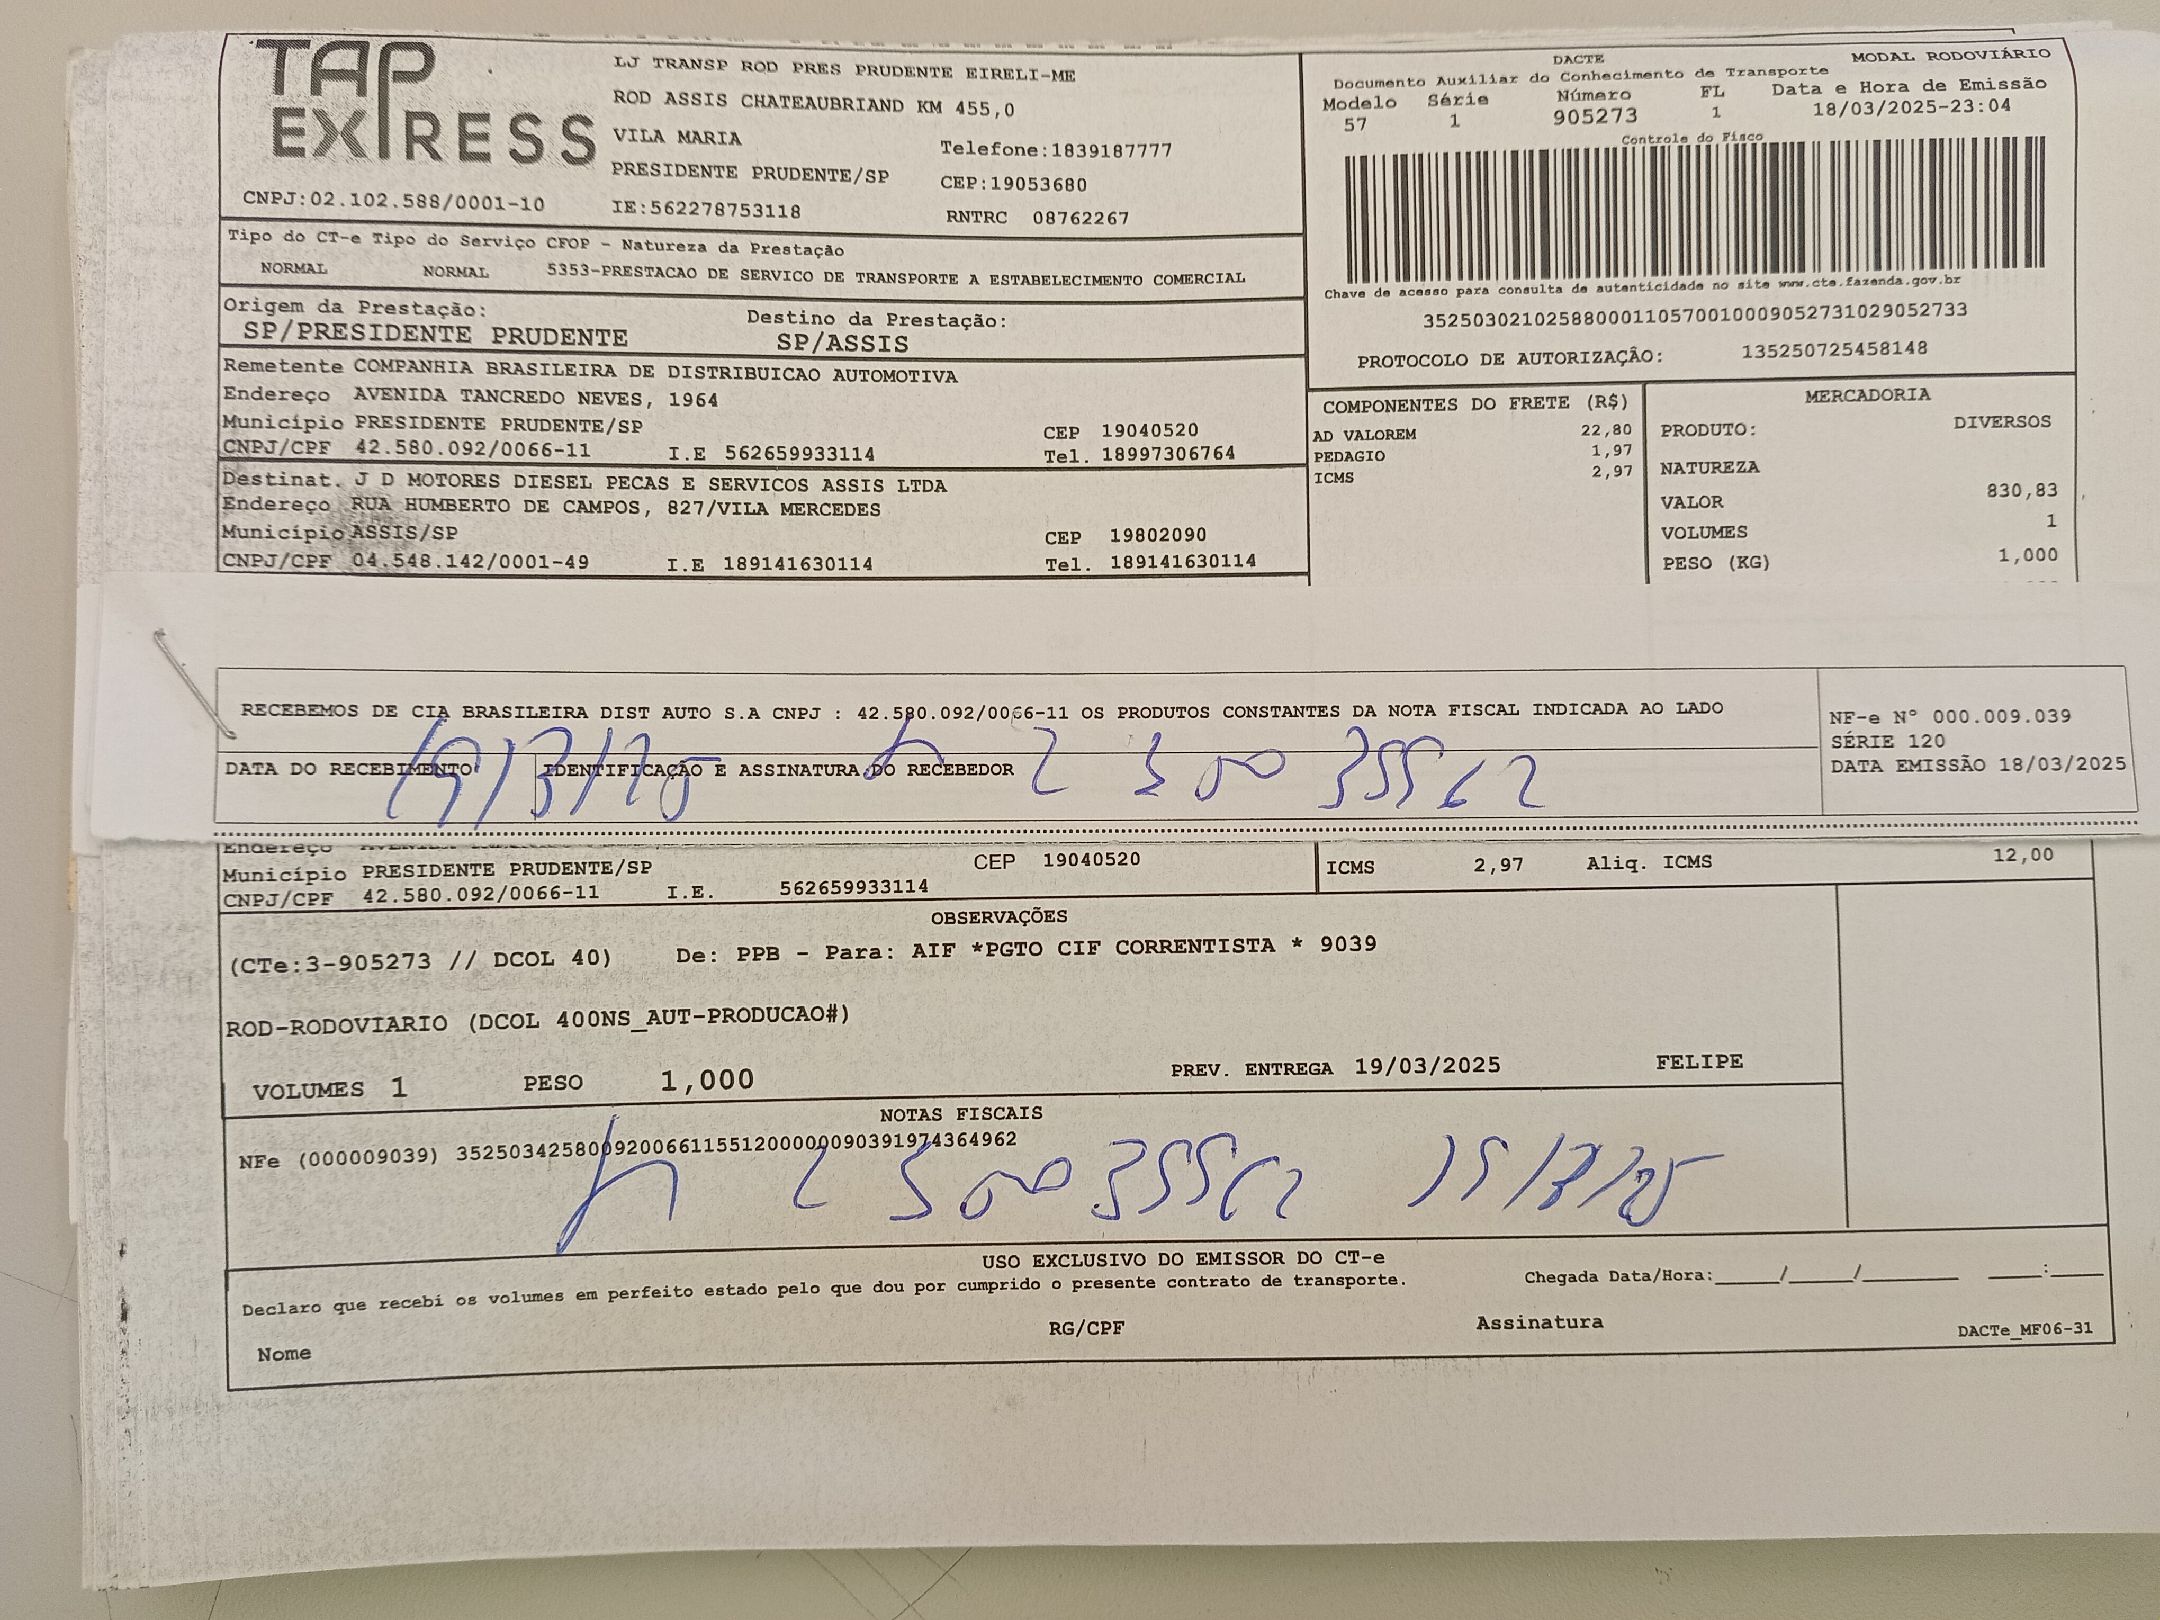 TAP
EXPRESS
CNPJ:02.102.588/0001-10
LJ TRANSP ROD PRES PRUDENTE EIRELI-ME
ROD ASSIS CHATEAUBRIAND KM 455,0
VILA MARIA
Telefone:1839187777
PRESIDENTE PRUDENTE/SP
CEP:19053680
IE:562278753118
RNTRC 08762267
DACTE
MODAL RODOVIÁRIO
Documento Auxiliar do Conhecimento de Transporte
Modelo Série Número FL Data e Hora de Emissão
57 1 905273 1 18/03/2025-23:04
Controle do Fisco
Chave de acesso para consulta de autenticidade no site www.cte.fazenda.gov.br
35250302102588000110570010009052731029052733
PROTOCOLO DE AUTORIZAÇÃO: 135250725458148
Tipo do CT-e Tipo do Serviço CFOP - Natureza da Prestação
NORMAL NORMAL 5353-PRESTACAO DE SERVICO DE TRANSPORTE A ESTABELECIMENTO COMERCIAL
Origem da Prestação: Destino da Prestação:
SP/PRESIDENTE PRUDENTE SP/ASSIS
Remetente COMPANHIA BRASILEIRA DE DISTRIBUICAO AUTOMOTIVA
Endereço AVENIDA TANCREDO NEVES, 1964
Município PRESIDENTE PRUDENTE/SP CEP 19040520
CNPJ/CPF 42.580.092/0066-11 I.E 562659933114 Tel. 18997306764
Destinat. J D MOTORES DIESEL PECAS E SERVICOS ASSIS LTDA
Endereço RUA HUMBERTO DE CAMPOS, 827/VILA MERCEDES
Município ASSIS/SP CEP 19802090
CNPJ/CPF 04.548.142/0001-49 I.E 189141630114 Tel. 189141630114
COMPONENTES DO FRETE (R$)
AD VALOREM 22,80
PEDAGIO 1,97
ICMS 2,97
MERCADORIA
PRODUTO: DIVERSOS
NATUREZA
VALOR 830,83
VOLUMES 1
PESO (KG) 1,000
RECEBEMOS DE CIA BRASILEIRA DIST AUTO S.A CNPJ : 42.580.092/0066-11 OS PRODUTOS CONSTANTES DA NOTA FISCAL INDICADA AO LADO
DATA DO RECEBIMENTO IDENTIFICAÇÃO E ASSINATURA DO RECEBEDOR
19/3/25
NF-e N° 000.009.039
SÉRIE 120
DATA EMISSÃO 18/03/2025
Endereço
Município PRESIDENTE PRUDENTE/SP CEP 19040520
CNPJ/CPF 42.580.092/0066-11 I.E. 562659933114
ICMS 2,97 Aliq. ICMS 12,00
OBSERVAÇÕES
(CTe:3-905273 // DCOL 40) De: PPB - Para: AIF *PGTO CIF CORRENTISTA * 9039
ROD-RODOVIARIO (DCOL 400NS_AUT-PRODUCAO#)
VOLUMES 1 PESO 1,000 PREV. ENTREGA 19/03/2025 FELIPE
NOTAS FISCAIS
NFe (000009039) 35250342580092006611551200000090391974364962
19/3/25
USO EXCLUSIVO DO EMISSOR DO CT-e
Declaro que recebi os volumes em perfeito estado pelo que dou por cumprido o presente contrato de transporte.
Chegada Data/Hora:_____/_____/________ ____:____
Nome RG/CPF Assinatura
DACTe_MF06-31